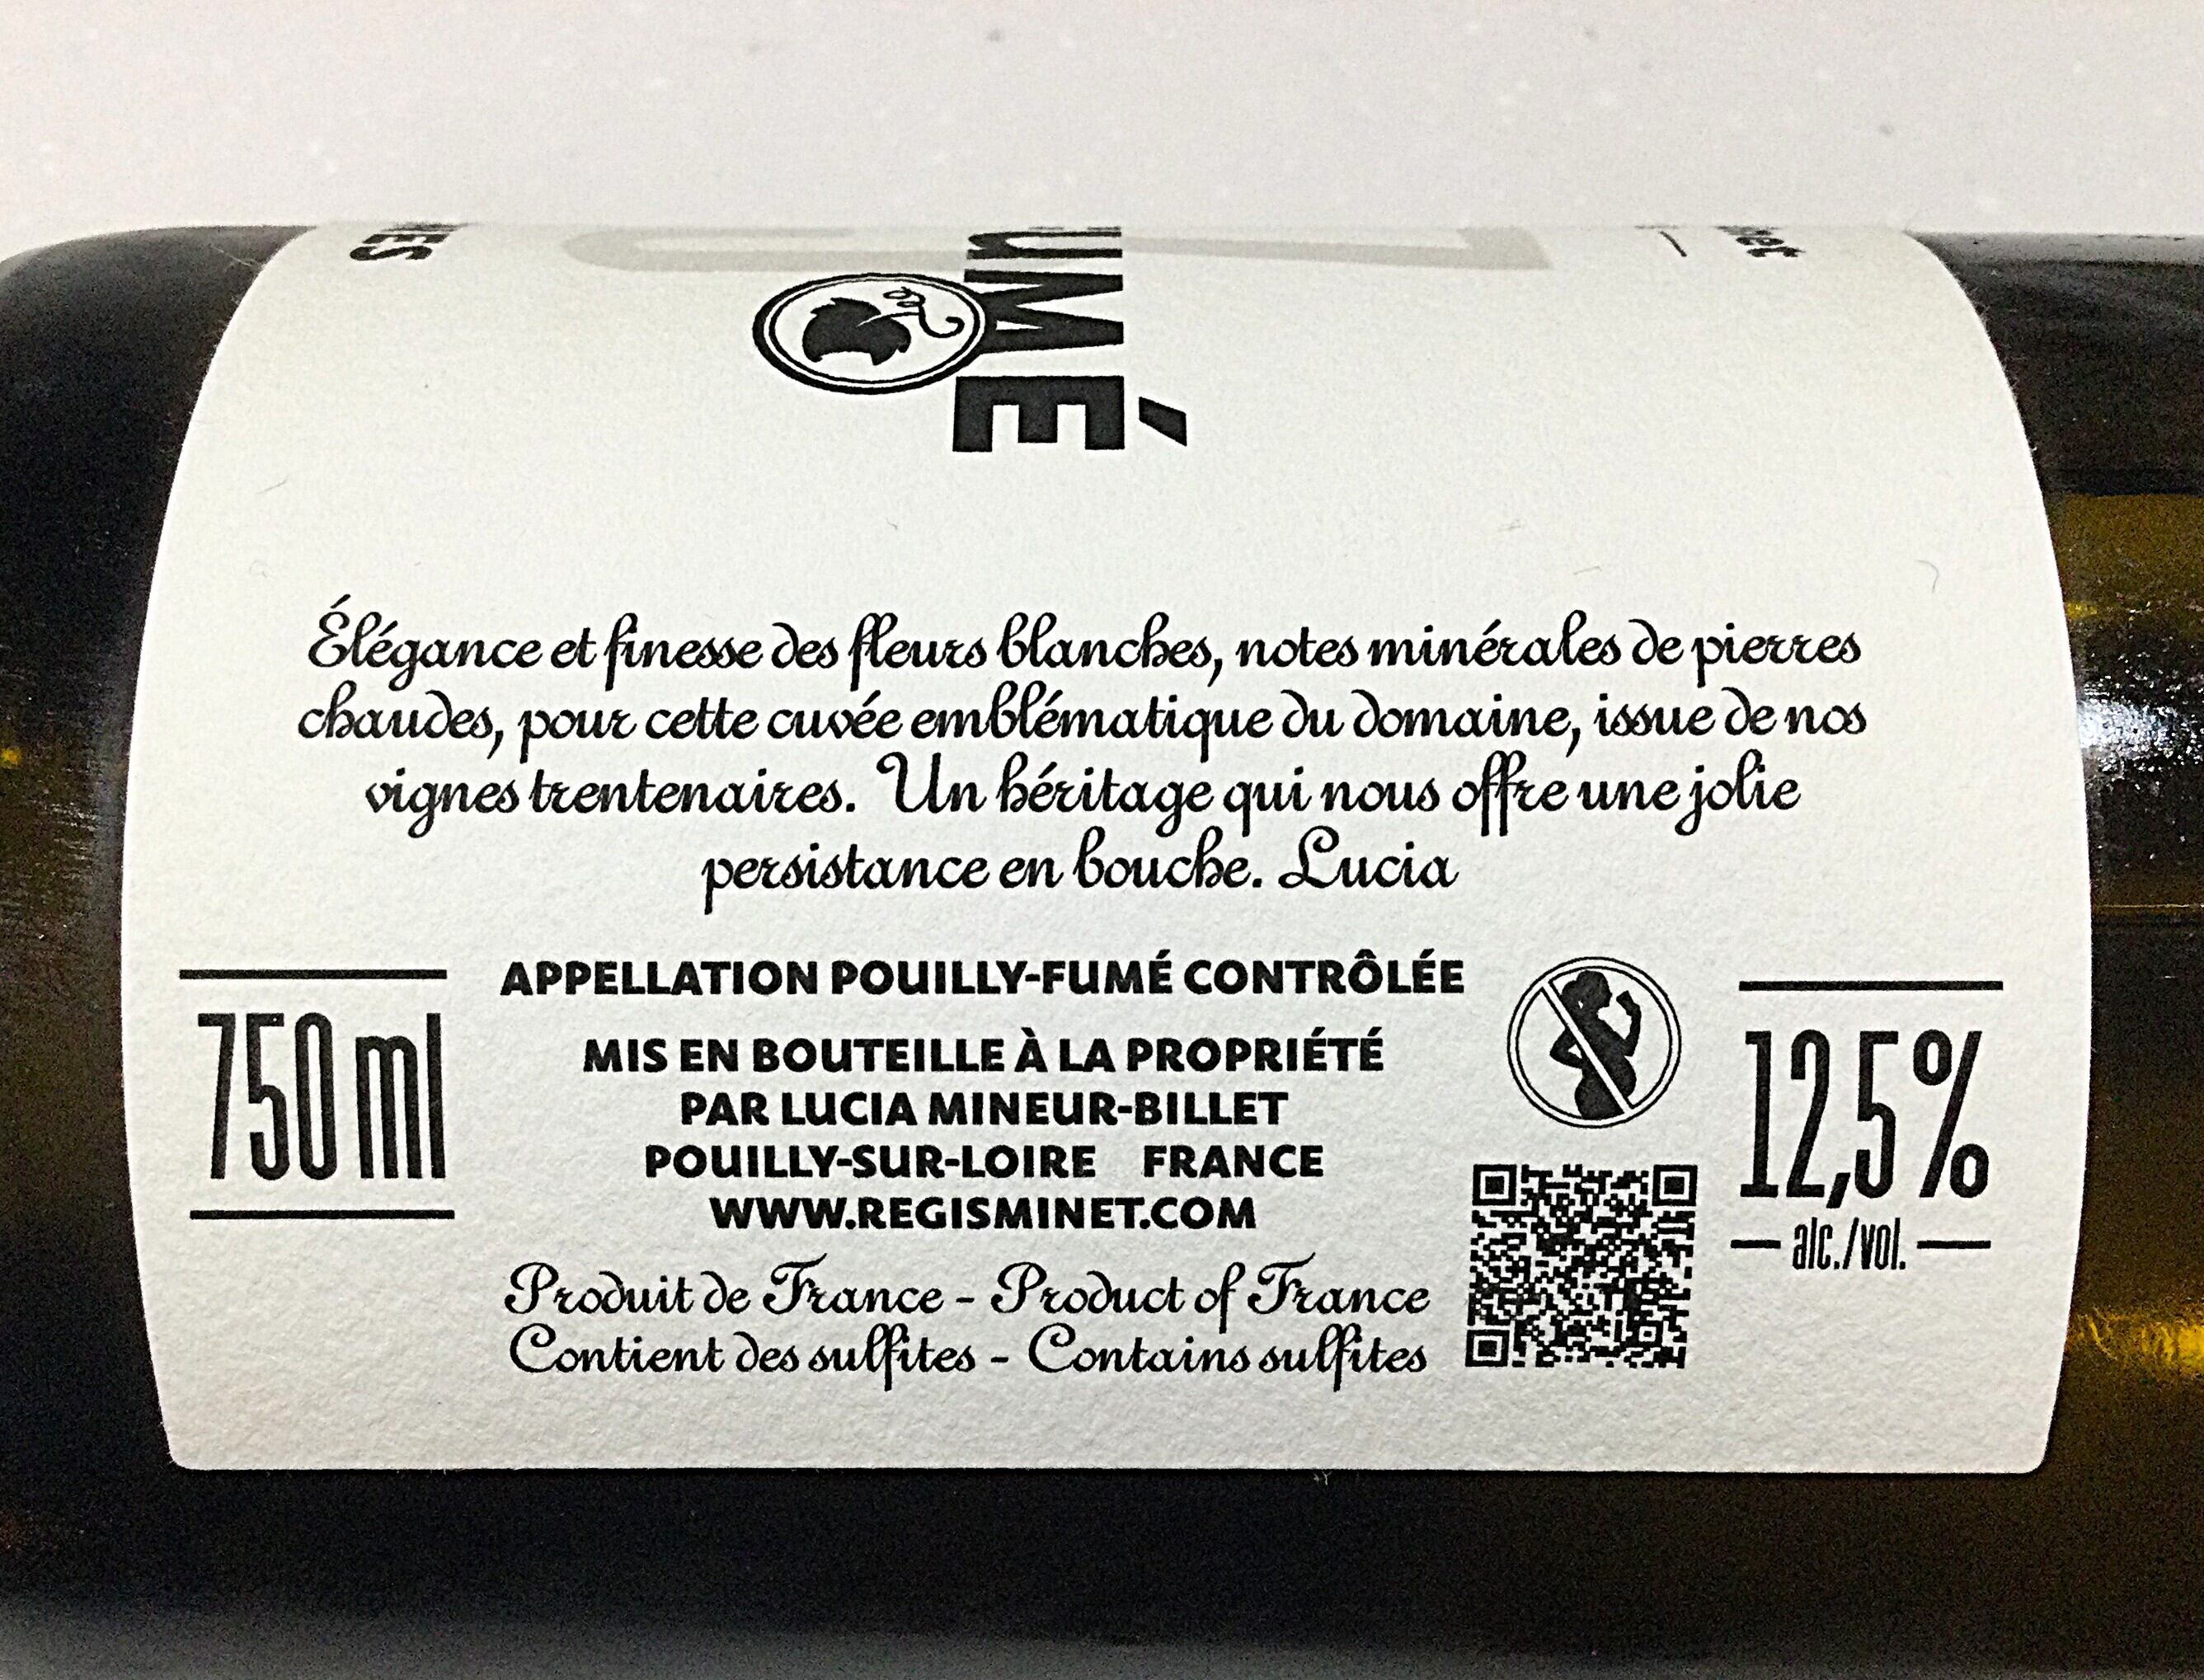 UMÉ
Élégance et finesse des fleurs blanches, notes minérales de pierres
chaudes, pour cette cuvée emblématique du domaine, issue de nos
vignes trentenaires. Un héritage qui nous offre une jolie
persistance en bouche. Lucia
APPELLATION POUILLY-FUMÉ CONTRÔLÉE
750 ml
MIS EN BOUTEILLE À LA PROPRIÉTÉ
PAR LUCIA MINEUR-BILLET
POUILLY-SUR-LOIRE FRANCE
WWW.REGISMINET.COM
12,5 %
alc./vol.
Produit de France - Product of France
Contient des sulfites - Contains sulfites